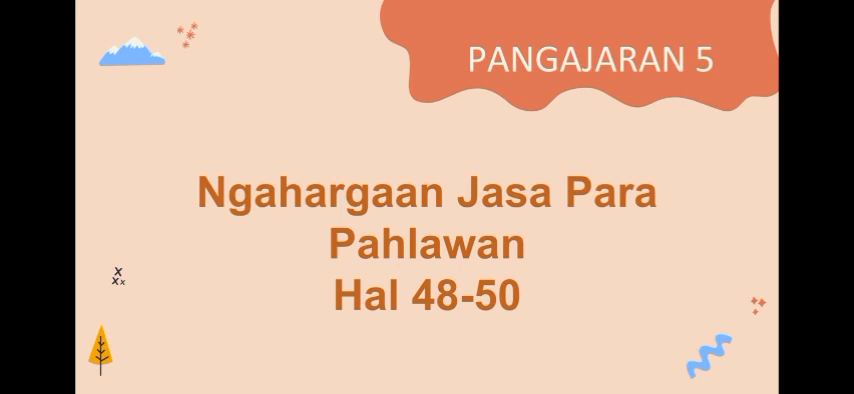 PANGAJARAN 5
Ngahargaan Jasa Para
Pahlawan
Hal 48-50
x
x x